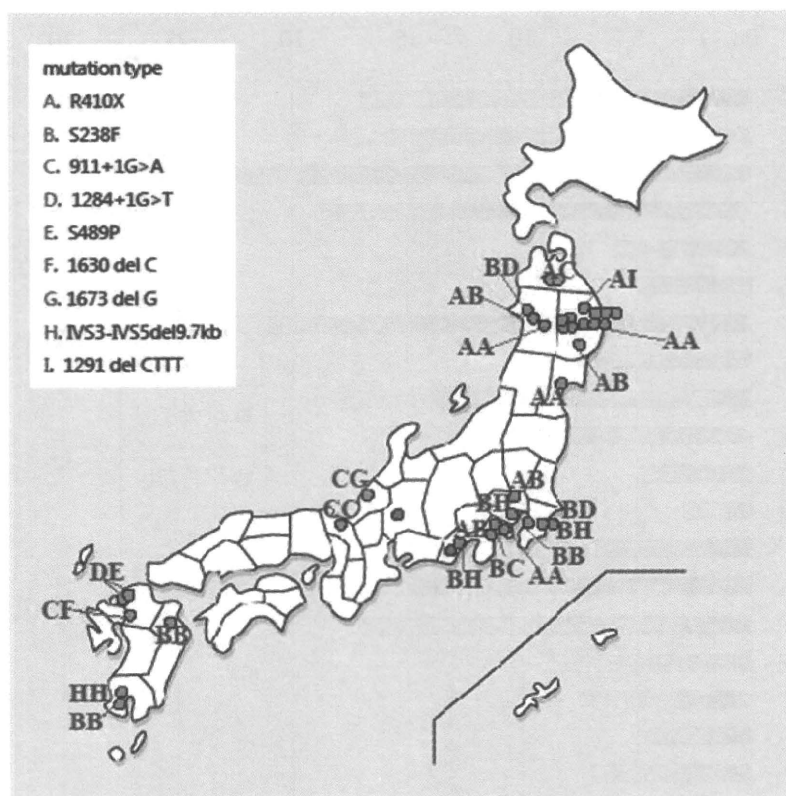 mutation type
A. R410X
B. S238F
C. 911+1G>A
D. 1284+1G>T
E. S489P
F. 1630 del C
G. 1673 del G
H. IVS3-IVS5del9.7kb
I. 1291 del CTTT
AC
BD
AI
AB
AA
AA
AB
AA
CG
AB
CC
BH
BD
AB
BH
BB
BH
BC
AA
DE
CF
BB
HH
BB